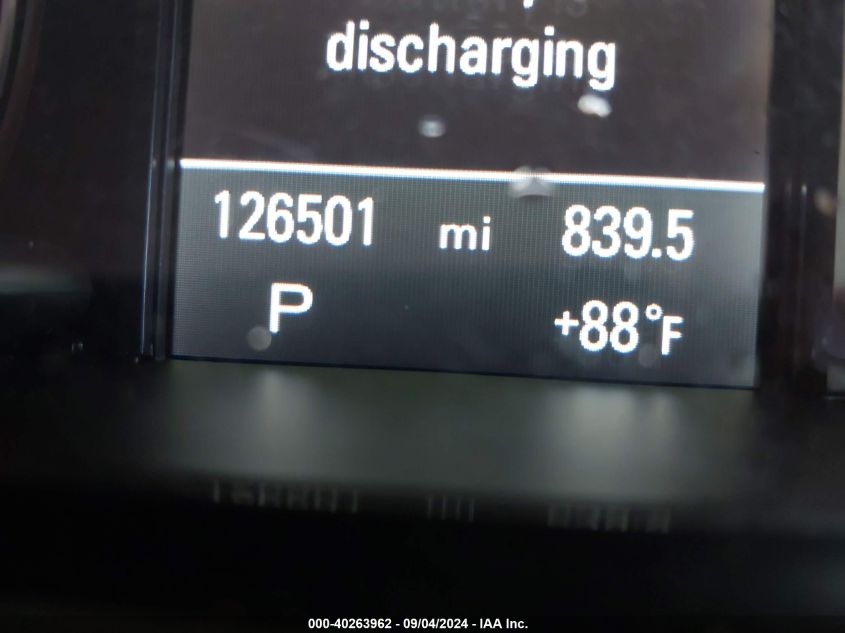 discharging
126501 mi 839.5
P +88°F
000-40263962 - 09/04/2024 - IAA Inc.